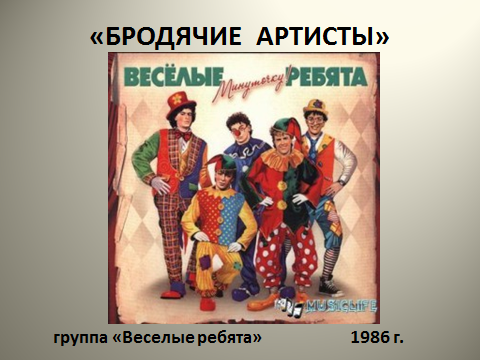 «БРОДЯЧИЕ АРТИСТЫ»
ВЕСЁЛЫЕ Минуточку! РЕБЯТА
MUSICLIFE
группа «Веселые ребята» 1986 г.